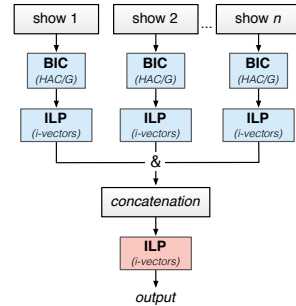 show 1 show 2 ... show n
BIC BIC BIC
(HAC/G) (HAC/G) (HAC/G)
ILP ILP ILP
(i-vectors) (i-vectors) (i-vectors)
&
concatenation
ILP
(i-vectors)
output